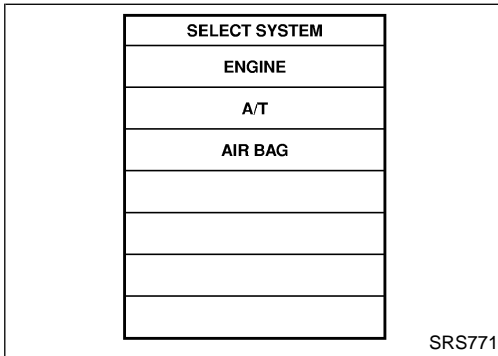 SELECT SYSTEM
ENGINE
A/T
AIR BAG
SRS771